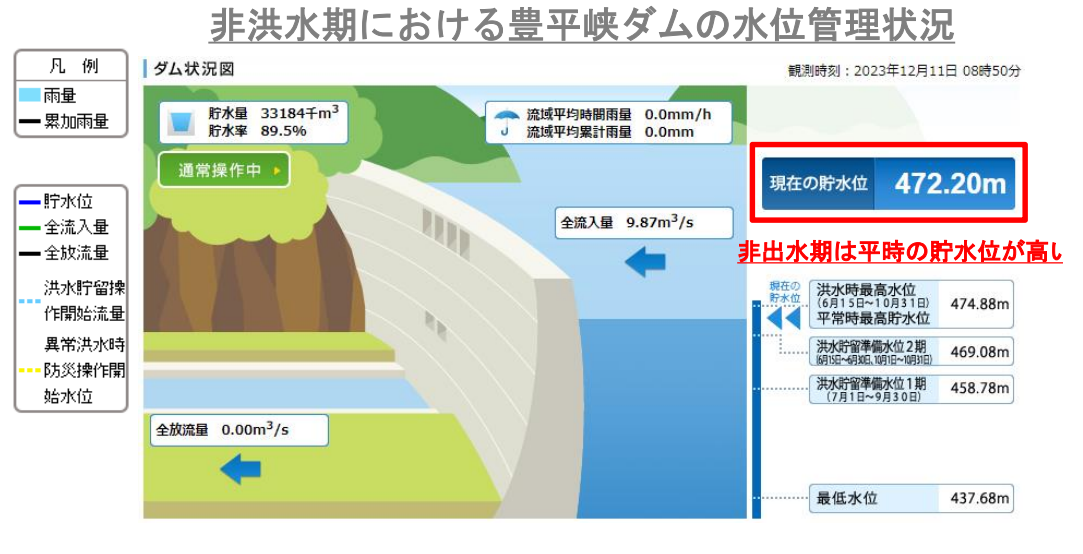 非洪水期における豊平峡ダムの水位管理状況
凡 例
雨量
累加雨量
貯水位
全流入量
全放流量
洪水貯留操
作開始流量
異常洪水時
防災操作開
始水位
ダム状況図
観測時刻：2023年12月11日 08時50分
貯水量 33184千m³
貯水率 89.5%
流域平均時間雨量 0.0mm/h
流域平均累計雨量 0.0mm
通常操作中
現在の貯水位 472.20m
全流入量 9.87m³/s
非出水期は平時の貯水位が高い
現在の
貯水位
洪水時最高水位
(6月15日～10月31日)
平常時最高貯水位
474.88m
洪水貯留準備水位2期
(6月15日～6月30日、10月1日～10月31日)
469.08m
洪水貯留準備水位1期
(7月1日～9月30日)
458.78m
全放流量 0.00m³/s
最低水位 437.68m